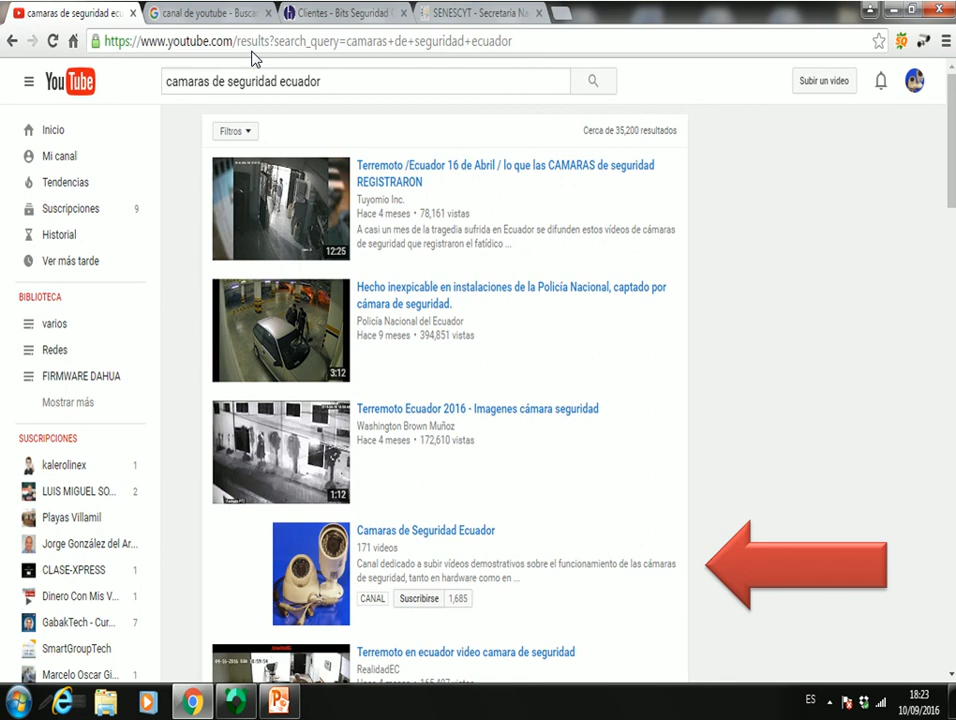 camaras de seguridad ec
canal de youtube - Busca
Clientes - Bits Seguridad
SENESCYT - Secretaría Na
https://www.youtube.com/results?search_query=camaras+de+seguridad+ecuador
You Tube
camaras de seguridad ecuador
Subir un video
Inicio
Mi canal
Tendencias
Suscripciones 9
Historial
Ver más tarde
BIBLIOTECA
varios
Redes
FIRMWARE DAHUA
Mostrar más
SUSCRIPCIONES
kalerolinex 1
LUIS MIGUEL SO... 2
Playas Villamil
Jorge González del Ar...
CLASE-XPRESS 1
Dinero Con Mis V... 1
GabakTech - Cur... 7
SmartGroupTech
Marcelo Oscar Gi... 1
Filtros
Cerca de 35,200 resultados
12:25
Terremoto /Ecuador 16 de Abril / lo que las CAMARAS de seguridad
REGISTRARON
Tuyomio Inc.
Hace 4 meses • 78,161 vistas
A casi un mes de la tragedia sufrida en Ecuador se difunden estos vídeos de cámaras
de seguridad que registraron el fatídico ...
3:12
Hecho inexpicable en instalaciones de la Policía Nacional, captado por
cámara de seguridad.
Policía Nacional del Ecuador
Hace 9 meses • 394,851 vistas
1:12
Terremoto Ecuador 2016 - Imagenes cámara seguridad
Washington Brown Muñoz
Hace 4 meses • 172,610 vistas
Camaras de Seguridad Ecuador
171 videos
Canal dedicado a subir vídeos demostrativos sobre el funcionamiento de las cámaras
de seguridad, tanto en hardware como en ...
CANAL Suscribirse 1,685
Terremoto en ecuador video camara de seguridad
RealidadEC
ES
18:23
10/09/2016